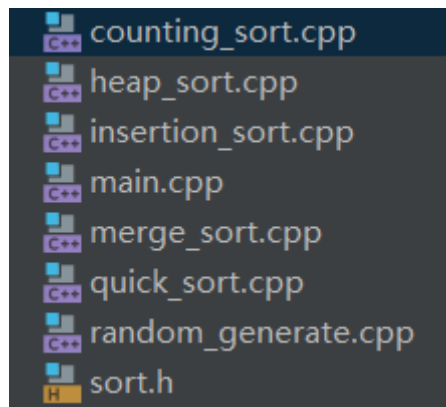 C++ counting_sort.cpp
C++ heap_sort.cpp
C++ insertion_sort.cpp
C++ main.cpp
C++ merge_sort.cpp
C++ quick_sort.cpp
C++ random_generate.cpp
H sort.h